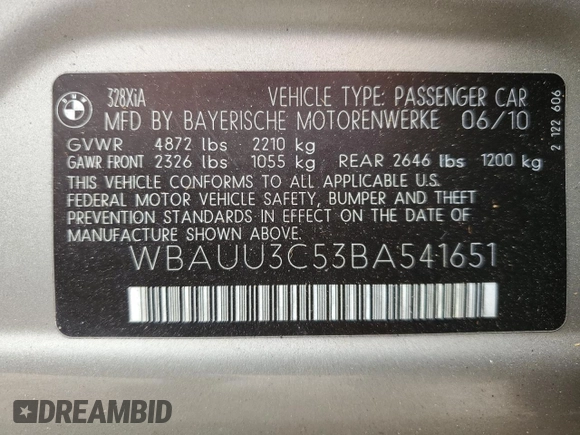 BMW
328XiA VEHICLE TYPE: PASSENGER CAR
MFD BY BAYERISCHE MOTORENWERKE 06/10
GVWR 4872 lbs 2210 kg
GAWR FRONT 2326 lbs 1055 kg REAR 2646 lbs 1200 kg
THIS VEHICLE CONFORMS TO ALL APPLICABLE U.S.
FEDERAL MOTOR VEHICLE SAFETY, BUMPER AND THEFT
PREVENTION STANDARDS IN EFFECT ON THE DATE OF
MANUFACTURE SHOWN ABOVE.
WBAUU3C53BA541651
2 122 606
DREAMBID